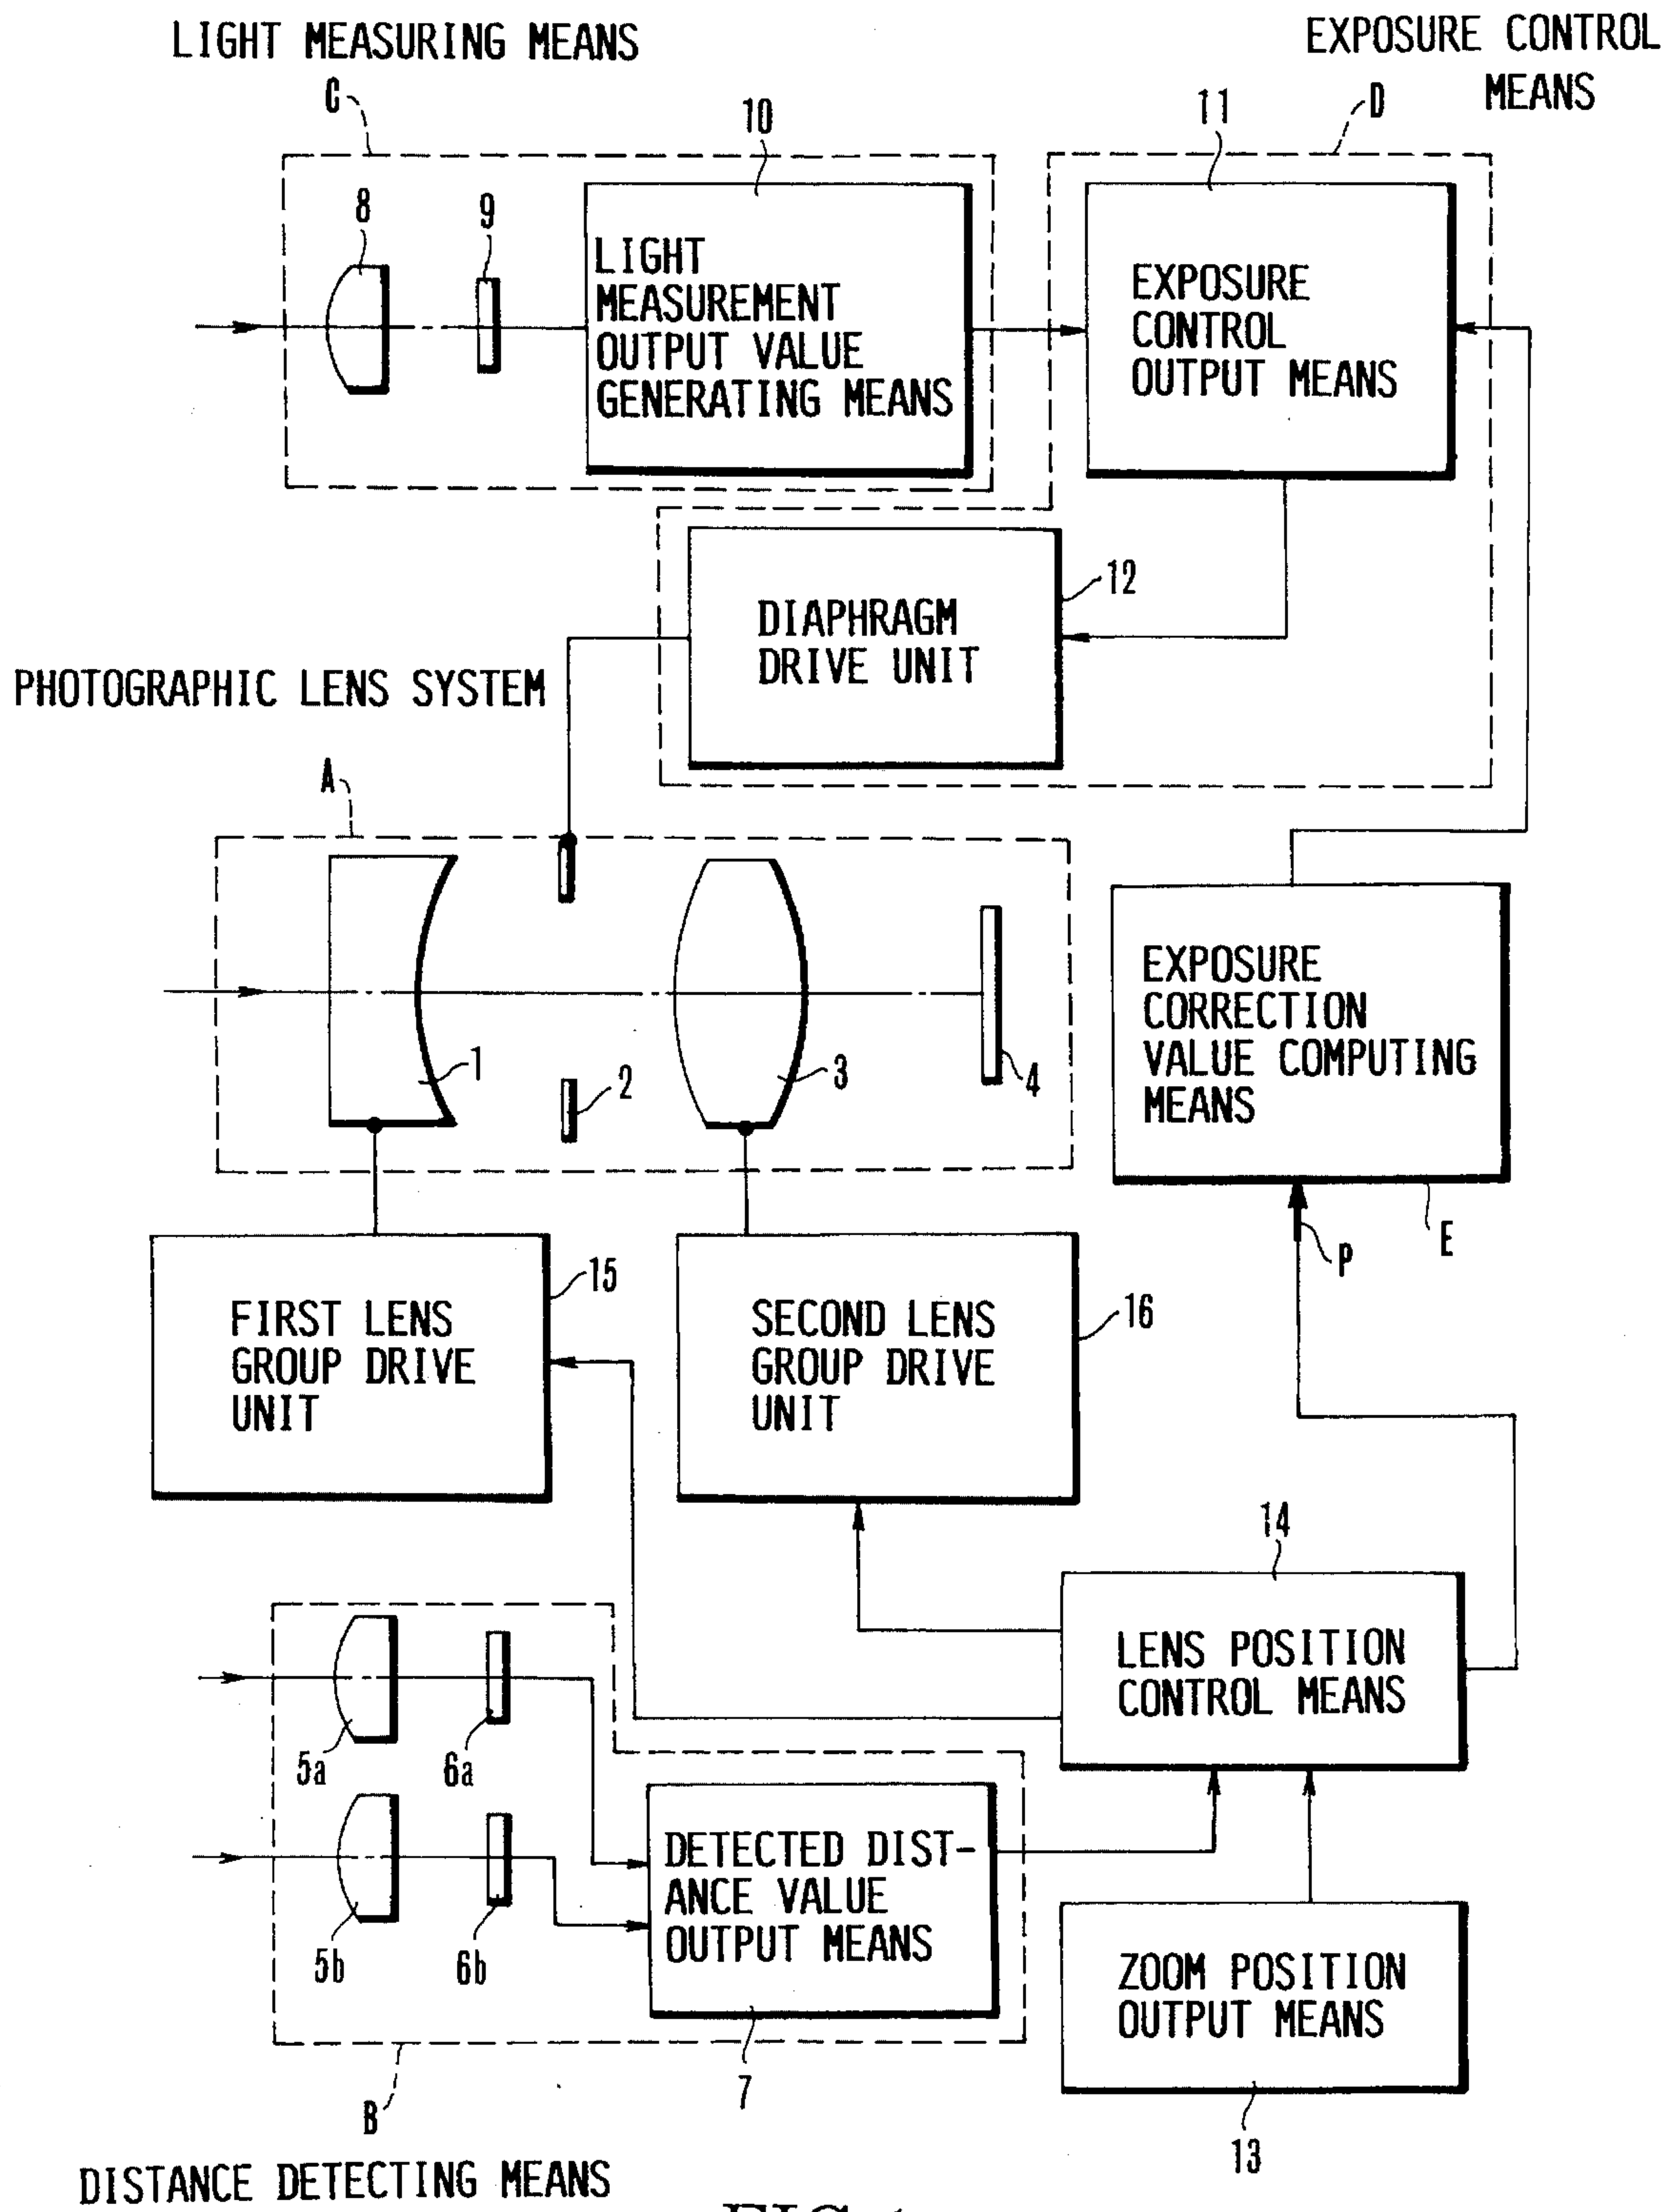 LIGHT MEASURING MEANS
EXPOSURE CONTROL
MEANS
C
10
11
D
8
9
LIGHT
MEASUREMENT
OUTPUT VALUE
GENERATING MEANS
EXPOSURE
CONTROL
OUTPUT MEANS
12
DIAPHRAGM
DRIVE UNIT
PHOTOGRAPHIC LENS SYSTEM
A
1
2
3
4
EXPOSURE
CORRECTION
VALUE COMPUTING
MEANS
E
P
15
FIRST LENS
GROUP DRIVE
UNIT
16
SECOND LENS
GROUP DRIVE
UNIT
14
LENS POSITION
CONTROL MEANS
5a
6a
5b
6b
DETECTED DIST-
ANCE VALUE
OUTPUT MEANS
7
ZOOM POSITION
OUTPUT MEANS
13
B
DISTANCE DETECTING MEANS